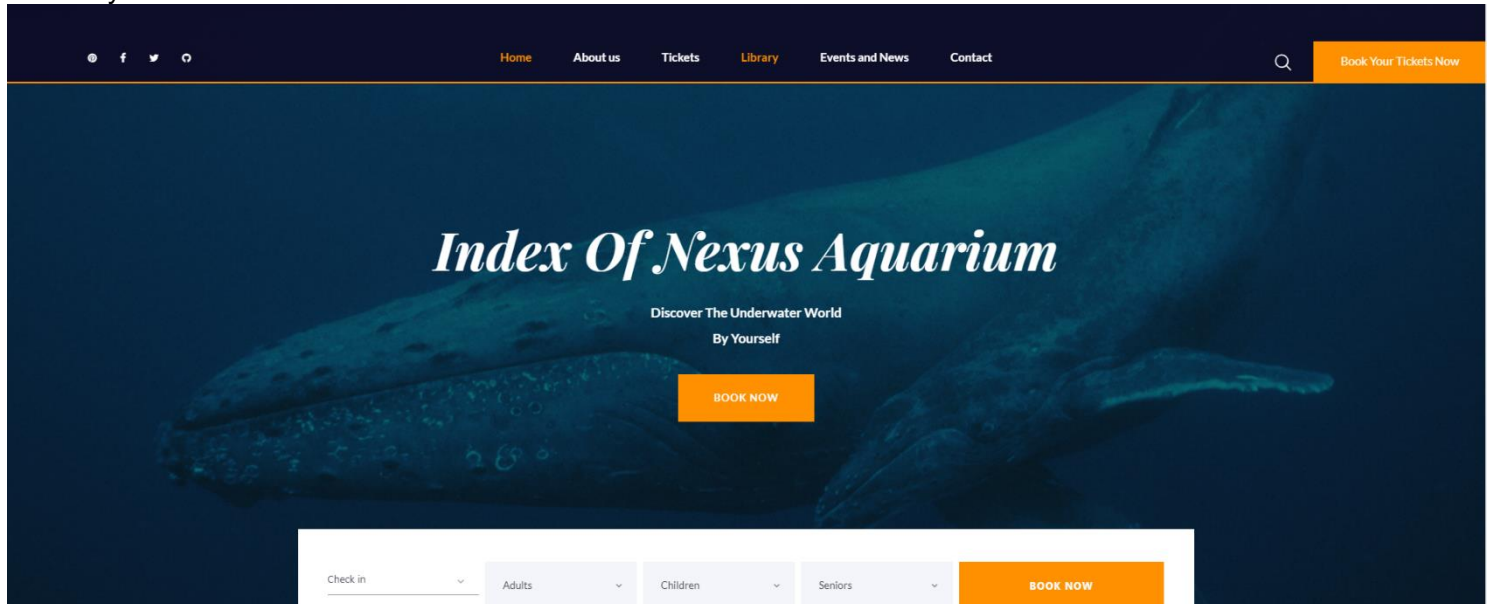 Home About us Tickets Library Events and News Contact
Book Your Tickets Now
Index Of Nexus Aquarium
Discover The Underwater World
By Yourself
BOOK NOW
Check in Adults Children Seniors BOOK NOW